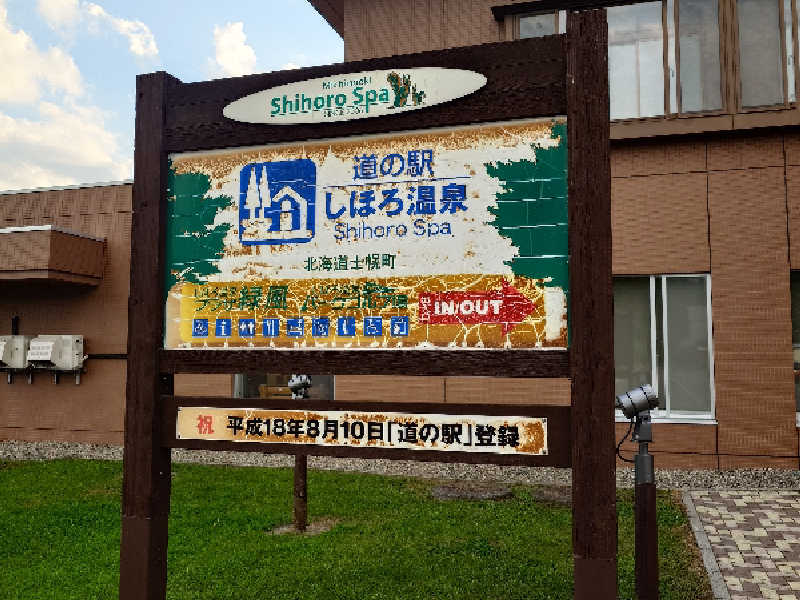 Shihoro Spa
道の駅
しほろ温泉
Shihoro Spa
北海道士幌町
IN/OUT
祝 平成18年8月10日「道の駅」登録